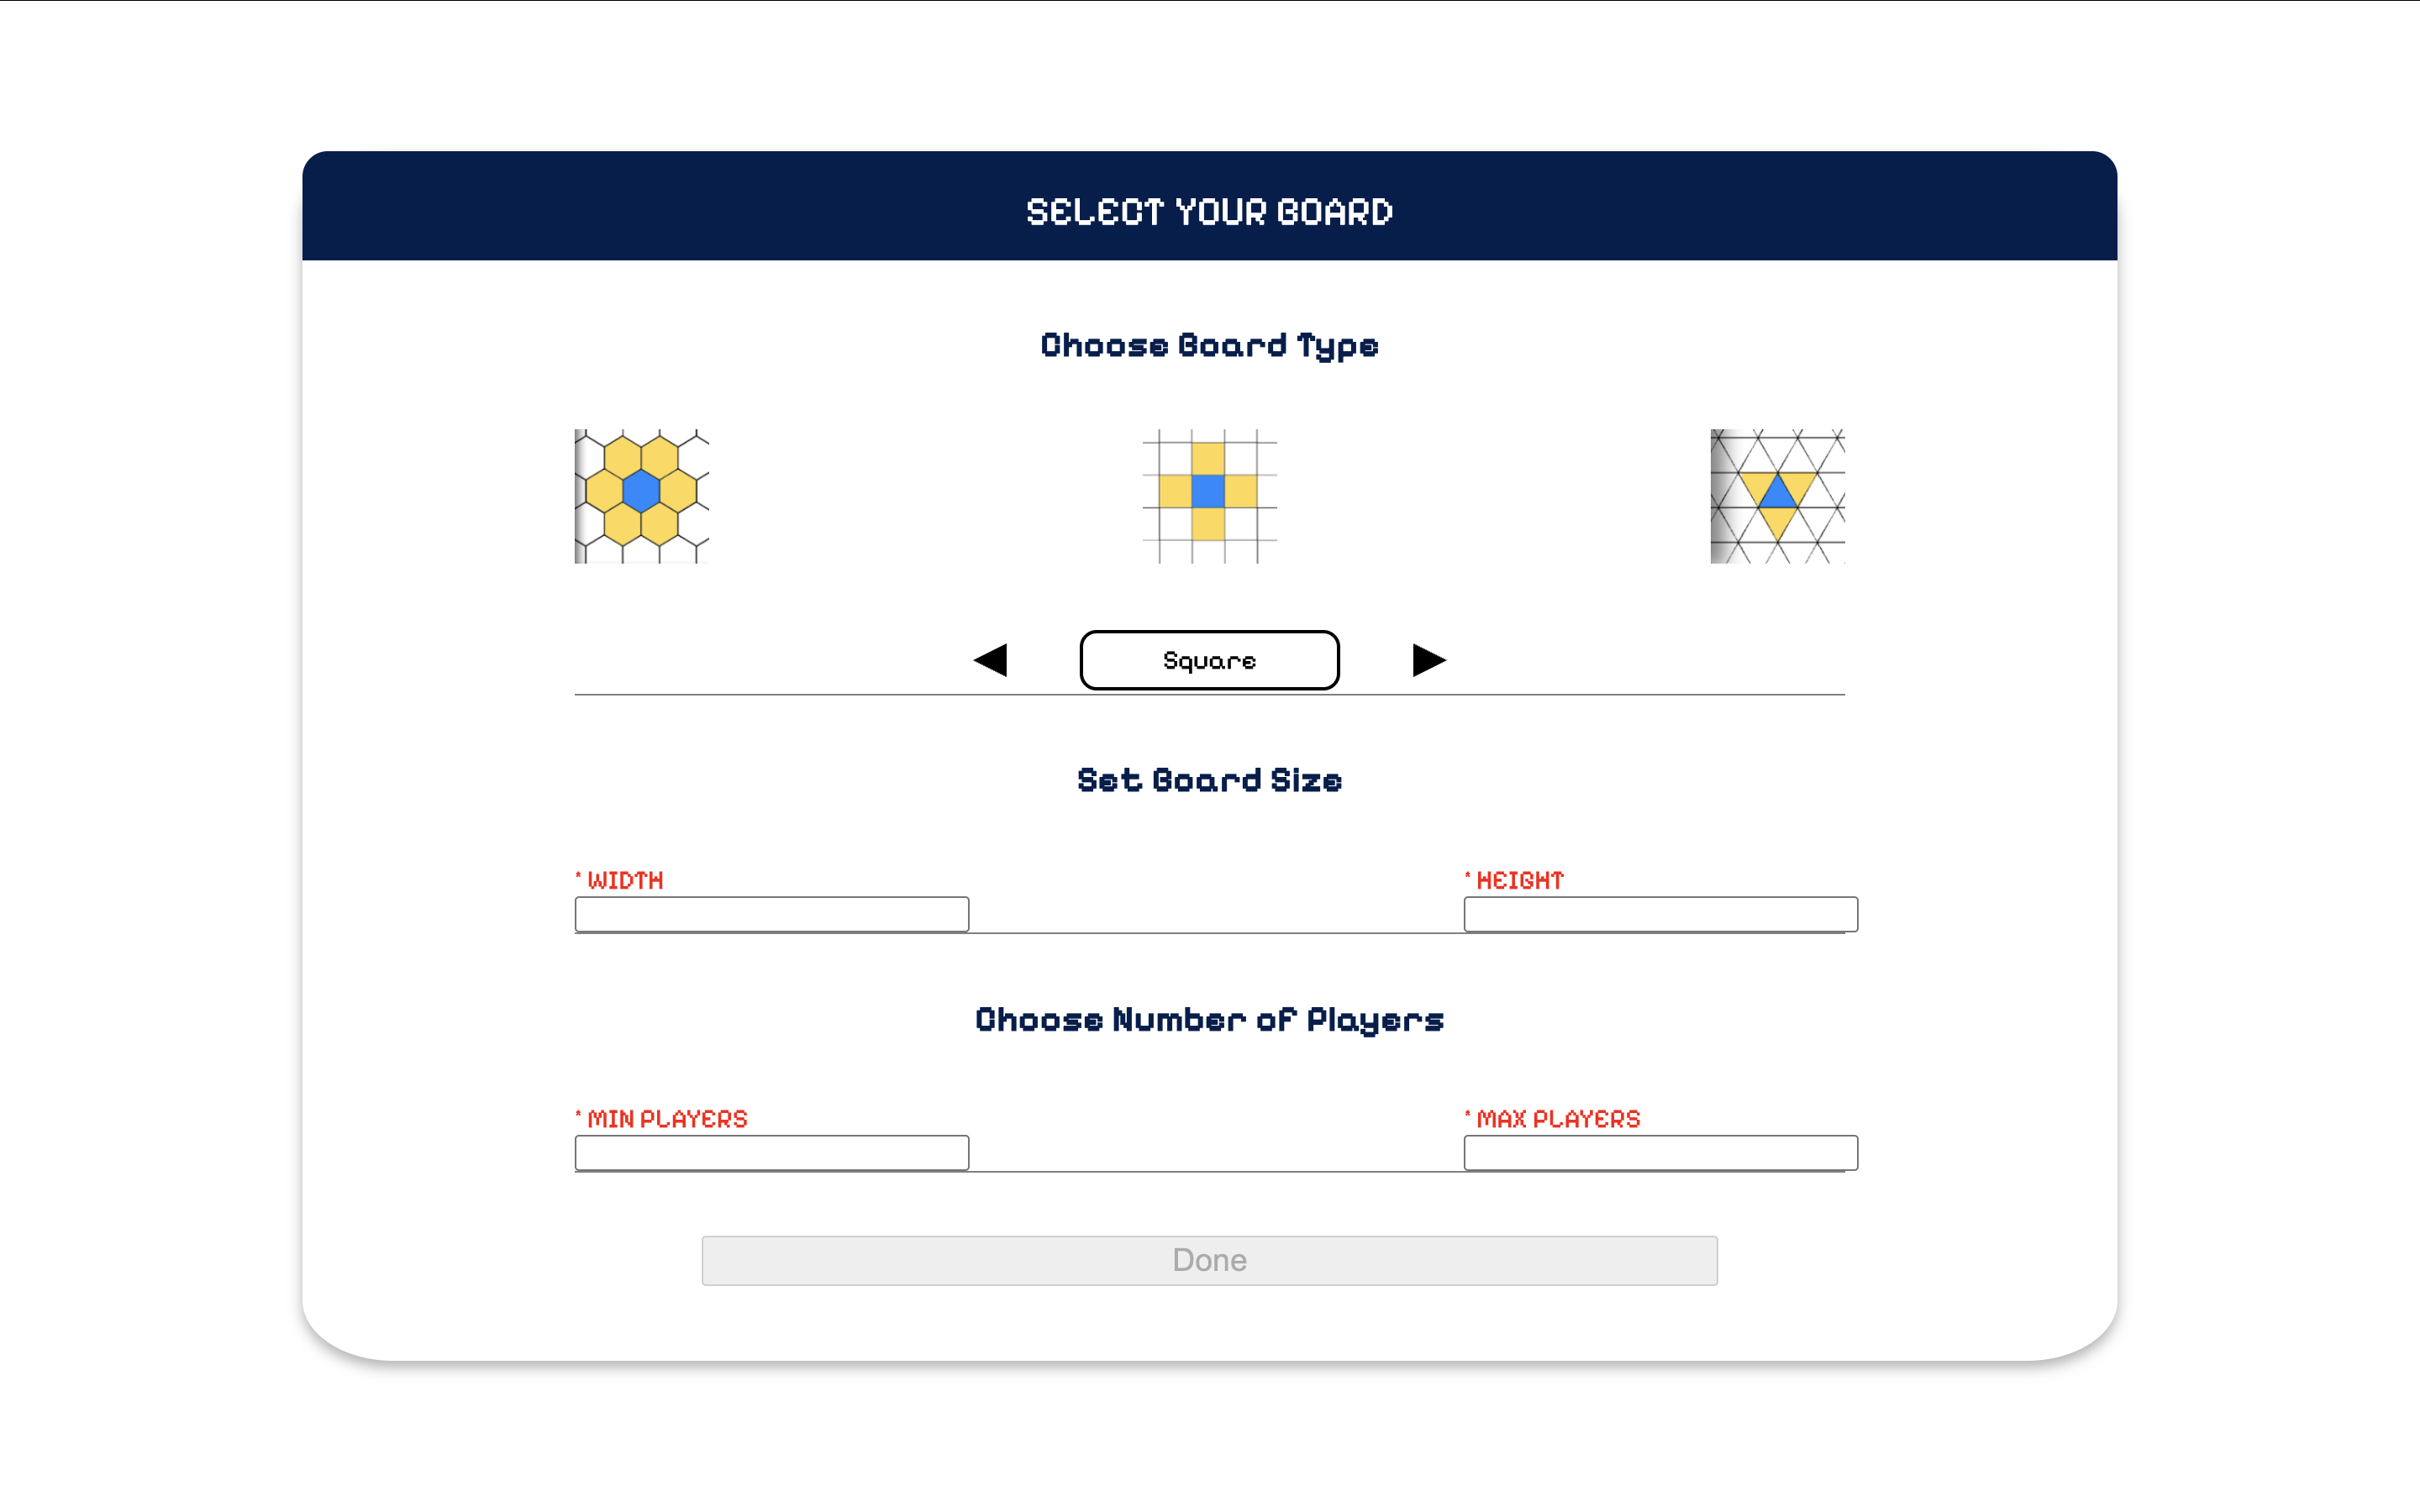 SELECT YOUR BOARD
Choose Board Type
Square
Set Board Size
* WIDTH
* HEIGHT
Choose Number of Players
* MIN PLAYERS
* MAX PLAYERS
Done